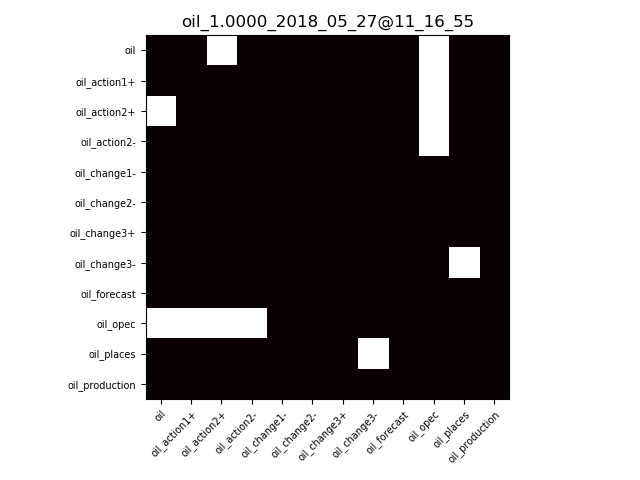 oil_1.0000_2018_05_27@11_16_55
oil
oil_action1+
oil_action2+
oil_action2-
oil_change1-
oil_change2-
oil_change3+
oil_change3-
oil_forecast
oil_opec
oil_places
oil_production
oil
oil_action1+
oil_action2+
oil_action2-
oil_change1-
oil_change2-
oil_change3+
oil_change3-
oil_forecast
oil_opec
oil_places
oil_production